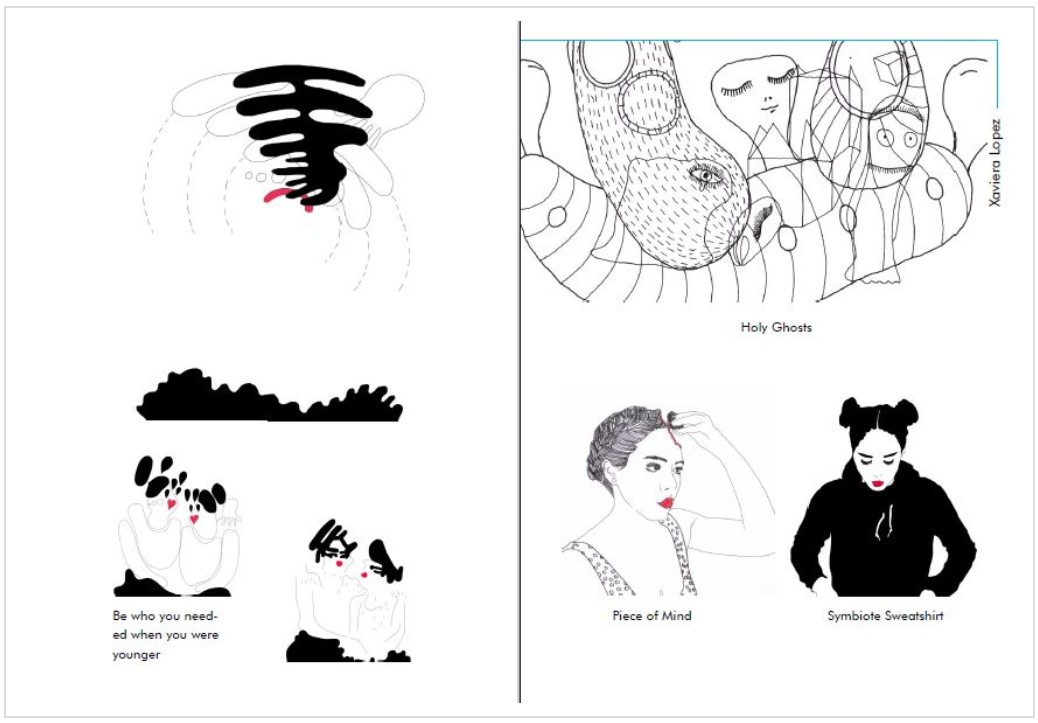 Be who you need-
ed when you were
younger
Xaviera Lopez
Holy Ghosts
Piece of Mind
Symbiote Sweatshirt